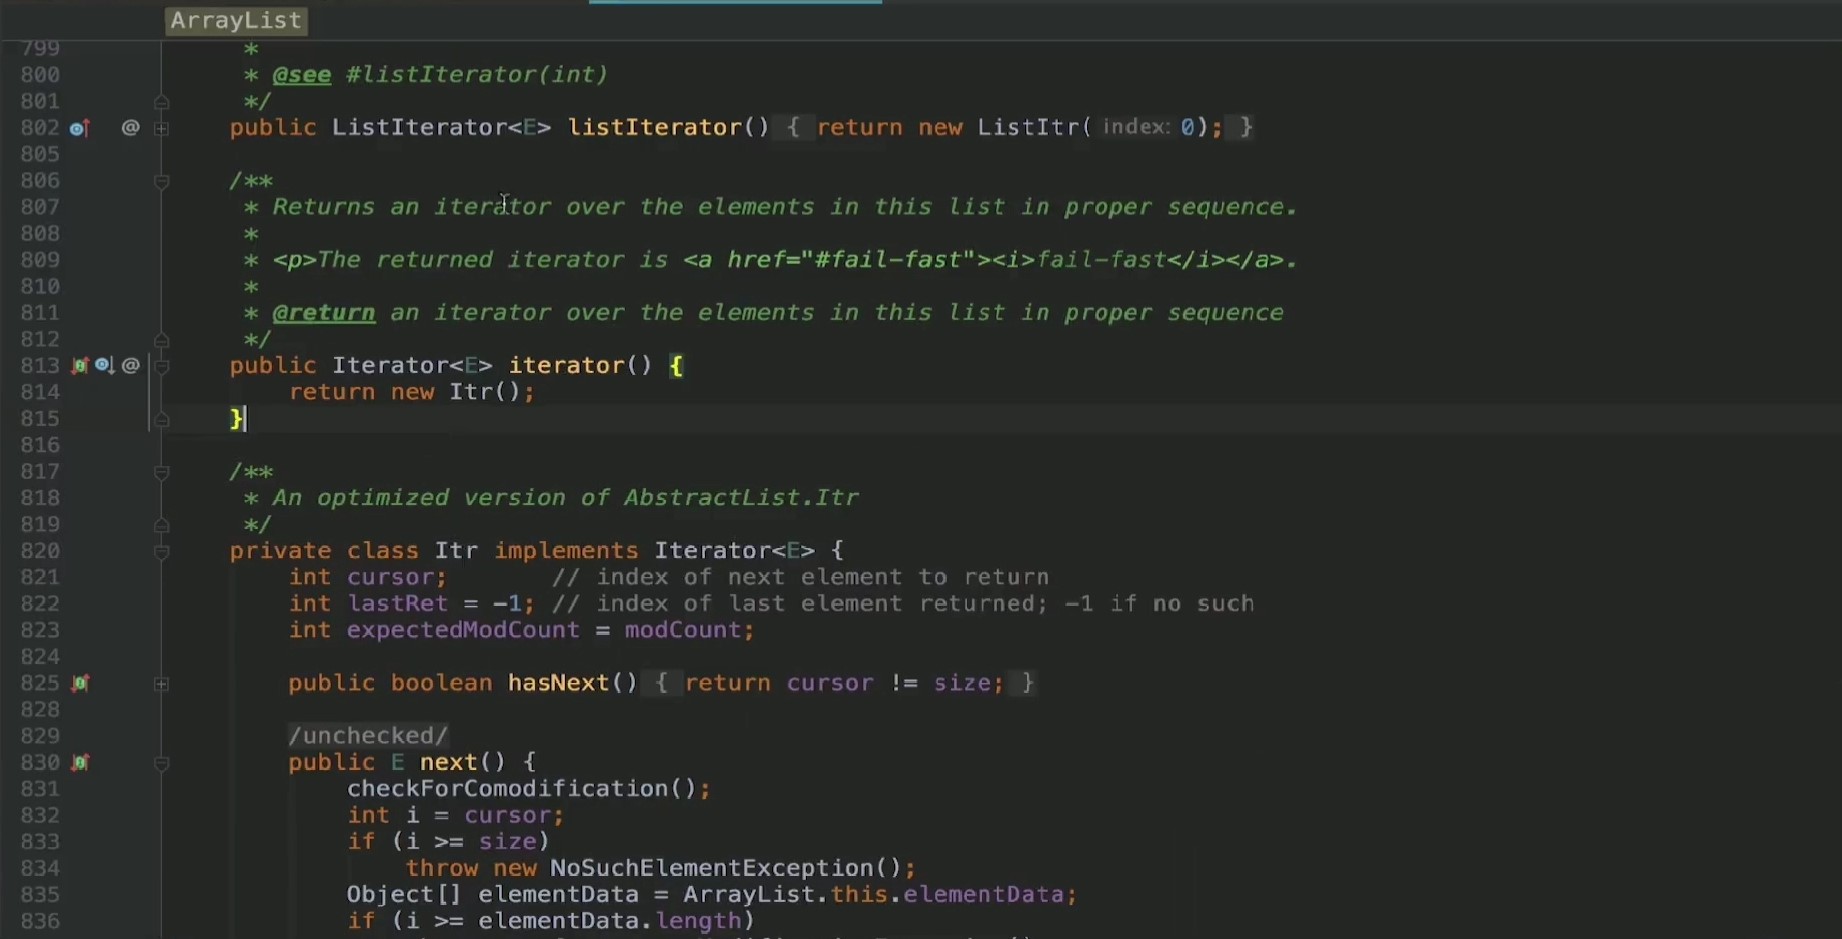 ArrayList
799 *
800 * @see #listIterator(int)
801 */
802 @ public ListIterator<E> listIterator() { return new ListItr( index: 0); }
805
806 /**
807 * Returns an iterator over the elements in this list in proper sequence.
808 *
809 * <p>The returned iterator is <a href="#fail-fast"><i>fail-fast</i></a>.
810 *
811 * @return an iterator over the elements in this list in proper sequence
812 */
813 @ public Iterator<E> iterator() {
814 return new Itr();
815 }
816
817 /**
818 * An optimized version of AbstractList.Itr
819 */
820 private class Itr implements Iterator<E> {
821 int cursor; // index of next element to return
822 int lastRet = -1; // index of last element returned; -1 if no such
823 int expectedModCount = modCount;
824
825 public boolean hasNext() { return cursor != size; }
828
829 /unchecked/
830 public E next() {
831 checkForComodification();
832 int i = cursor;
833 if (i >= size)
834 throw new NoSuchElementException();
835 Object[] elementData = ArrayList.this.elementData;
836 if (i >= elementData.length)